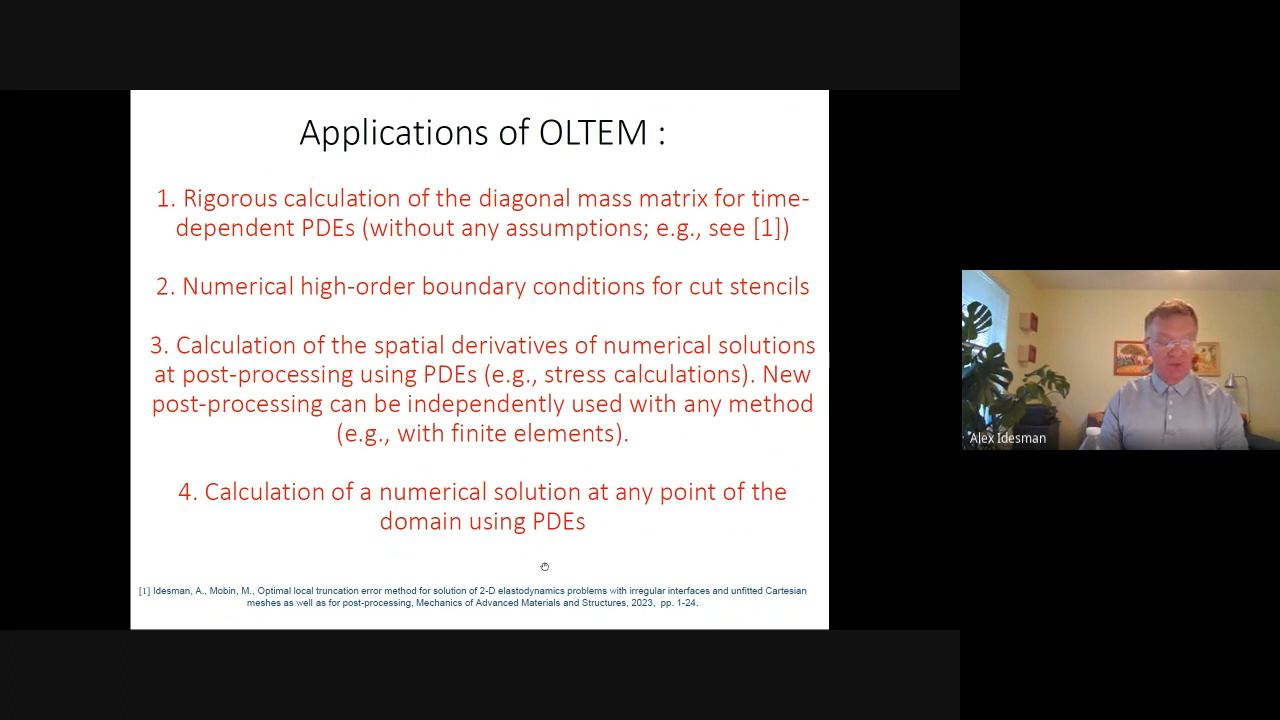 Applications of OLTEM :
1. Rigorous calculation of the diagonal mass matrix for time-
dependent PDEs (without any assumptions; e.g., see [1])
2. Numerical high-order boundary conditions for cut stencils
3. Calculation of the spatial derivatives of numerical solutions
at post-processing using PDEs (e.g., stress calculations). New
post-processing can be independently used with any method
(e.g., with finite elements).
4. Calculation of a numerical solution at any point of the
domain using PDEs
[1] Idesman, A., Mobin, M., Optimal local truncation error method for solution of 2-D elastodynamics problems with irregular interfaces and unfitted Cartesian
meshes as well as for post-processing, Mechanics of Advanced Materials and Structures, 2023, pp. 1-24.
Alex Idesman